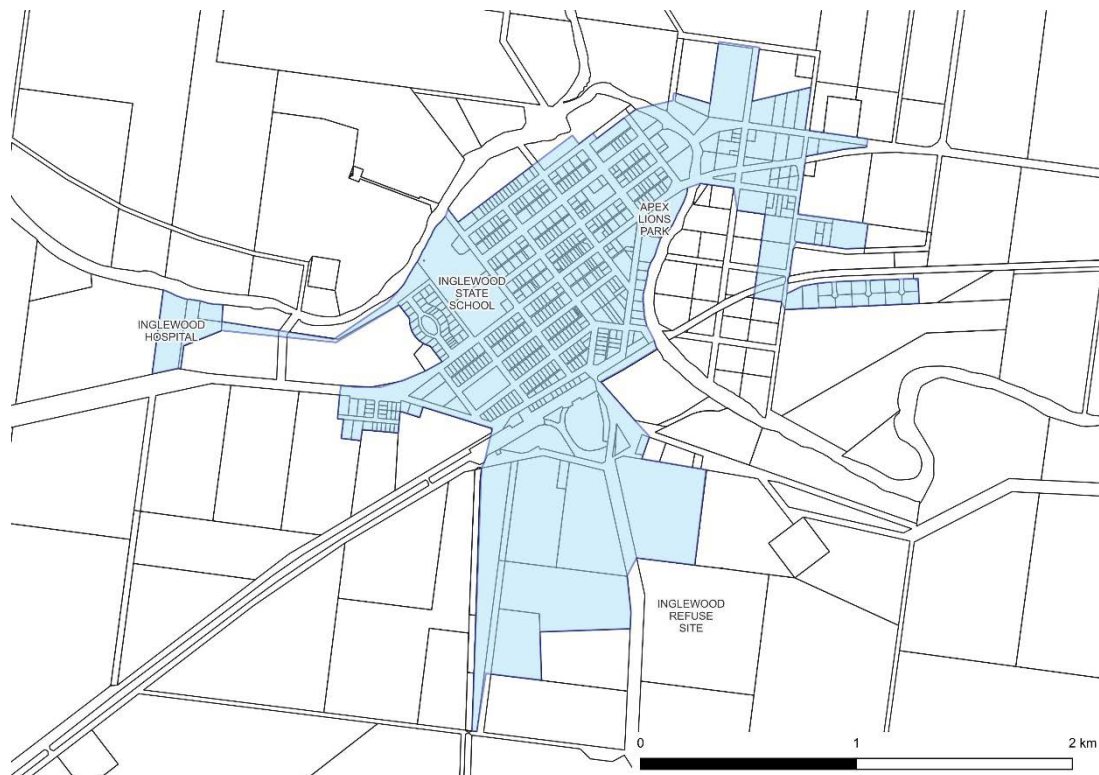 APEX
LIONS
PARK
INGLEWOOD
STATE
SCHOOL
INGLEWOOD
HOSPITAL
INGLEWOOD
REFUSE
SITE
0 1 2 km